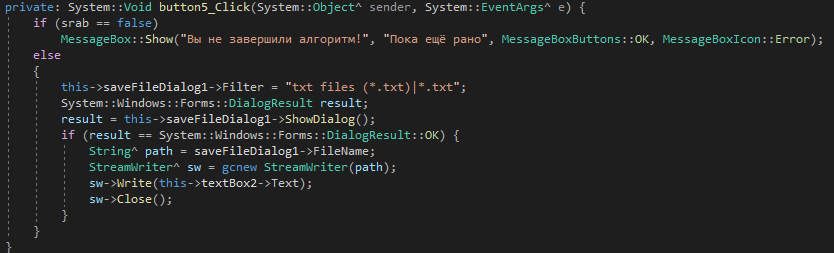 private: System::Void button5_Click(System::Object^ sender, System::EventArgs^ e) {
    if (srab == false)
        MessageBox::Show("Вы не завершили алгоритм!", "Пока ещё рано", MessageBoxButtons::OK, MessageBoxIcon::Error);
    else
    {
        this->saveFileDialog1->Filter = "txt files (*.txt)|*.txt";
        System::Windows::Forms::DialogResult result;
        result = this->saveFileDialog1->ShowDialog();
        if (result == System::Windows::Forms::DialogResult::OK) {
            String^ path = saveFileDialog1->FileName;
            StreamWriter^ sw = gcnew StreamWriter(path);
            sw->Write(this->textBox2->Text);
            sw->Close();
        }
    }
}